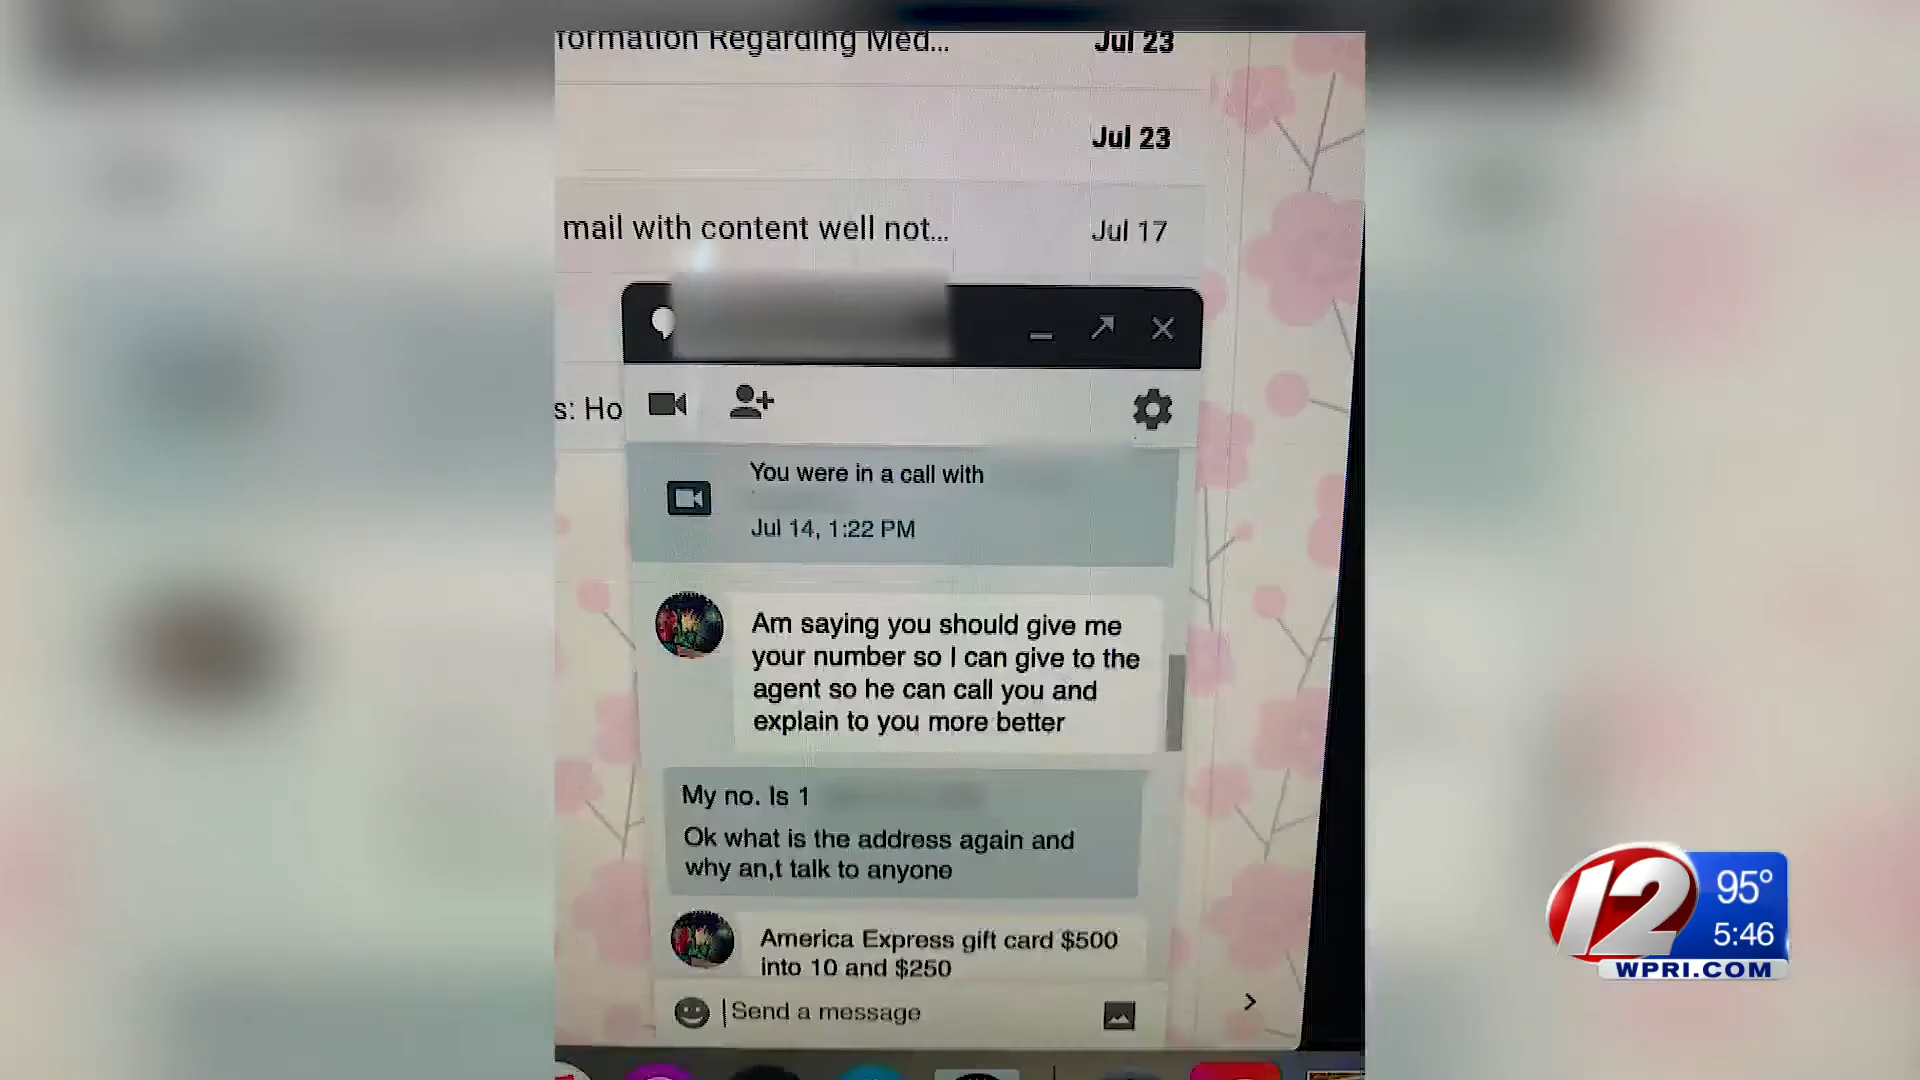 formation Regarding Med...
Jul 23
Jul 23
mail with content well not...
Jul 17
s: Ho
You were in a call with
Jul 14, 1:22 PM
Am saying you should give me
your number so I can give to the
agent so he can call you and
explain to you more better
My no. Is 1
Ok what is the address again and
why an,t talk to anyone
America Express gift card $500
into 10 and $250
Send a message
12
95°
5:46
WPRI.COM